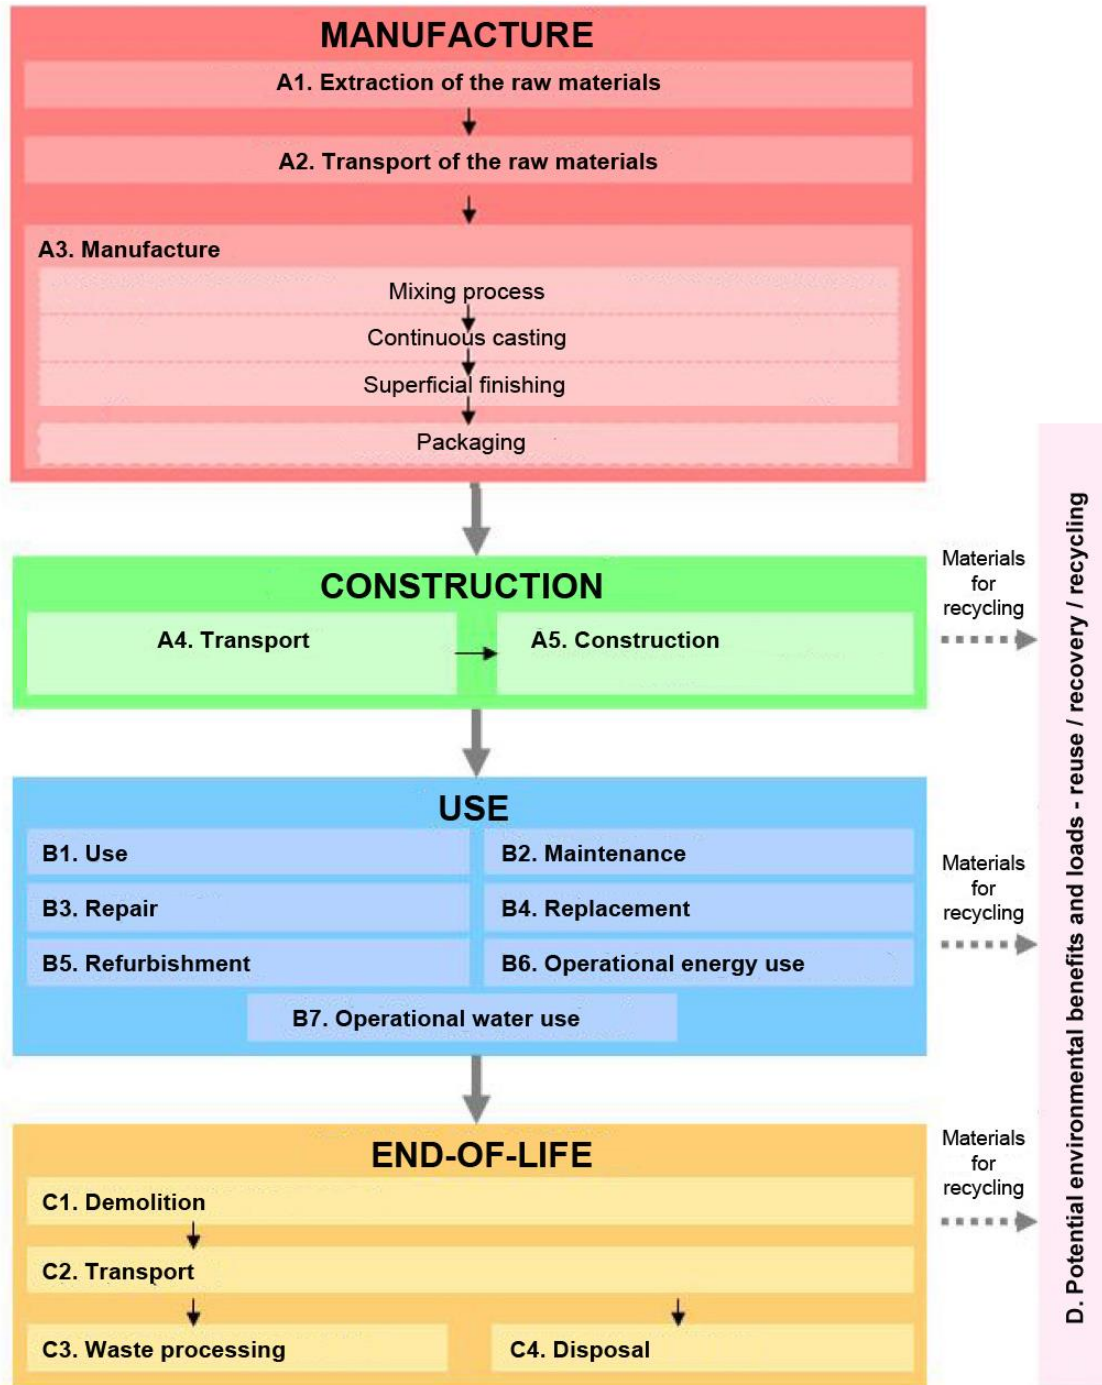 MANUFACTURE
A1. Extraction of the raw materials
A2. Transport of the raw materials
A3. Manufacture
Mixing process
Continuous casting
Superficial finishing
Packaging
CONSTRUCTION
A4. Transport
A5. Construction
Materials
for
recycling
USE
B1. Use
B2. Maintenance
B3. Repair
B4. Replacement
B5. Refurbishment
B6. Operational energy use
B7. Operational water use
Materials
for
recycling
END-OF-LIFE
C1. Demolition
C2. Transport
C3. Waste processing
C4. Disposal
Materials
for
recycling
D. Potential environmental benefits and loads - reuse / recovery / recycling